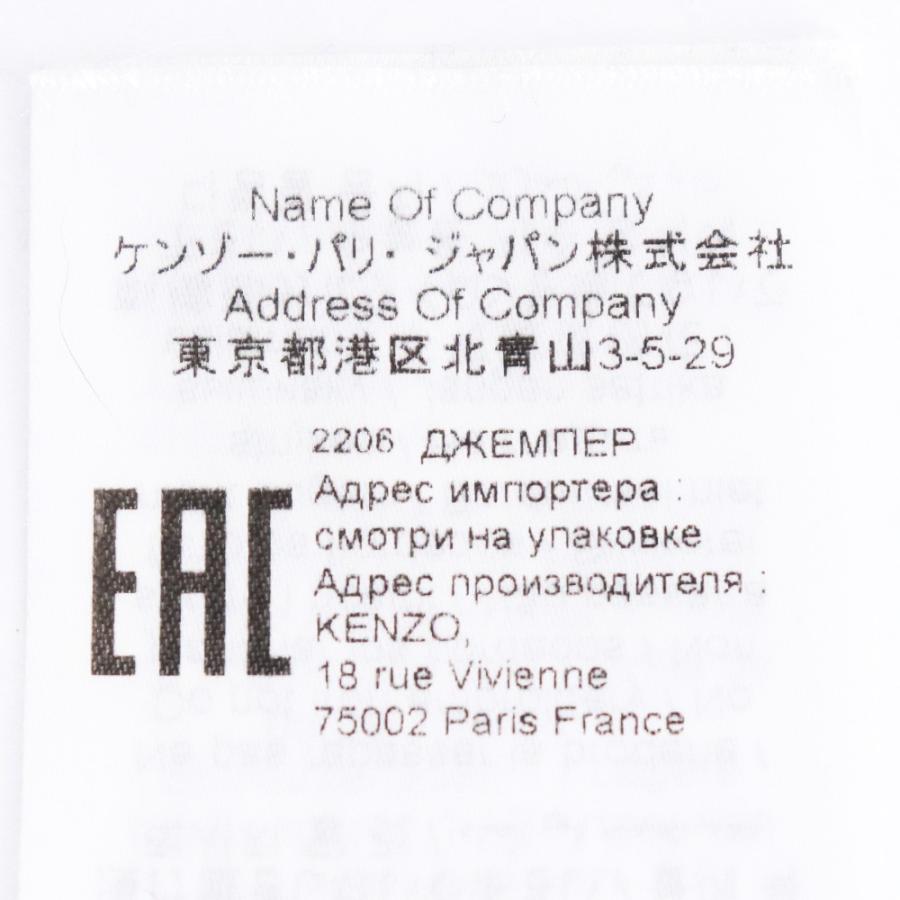 Name Of Company
ケンゾー・パリ・ジャパン株式会社
Address Of Company
東京都港区北青山3-5-29
2206 ДЖЕМПЕР
Адрес импортера
смотри на упаковке
Адрес производителя :
KENZO,
18 rue Vivienne
75002 Paris France
EAC